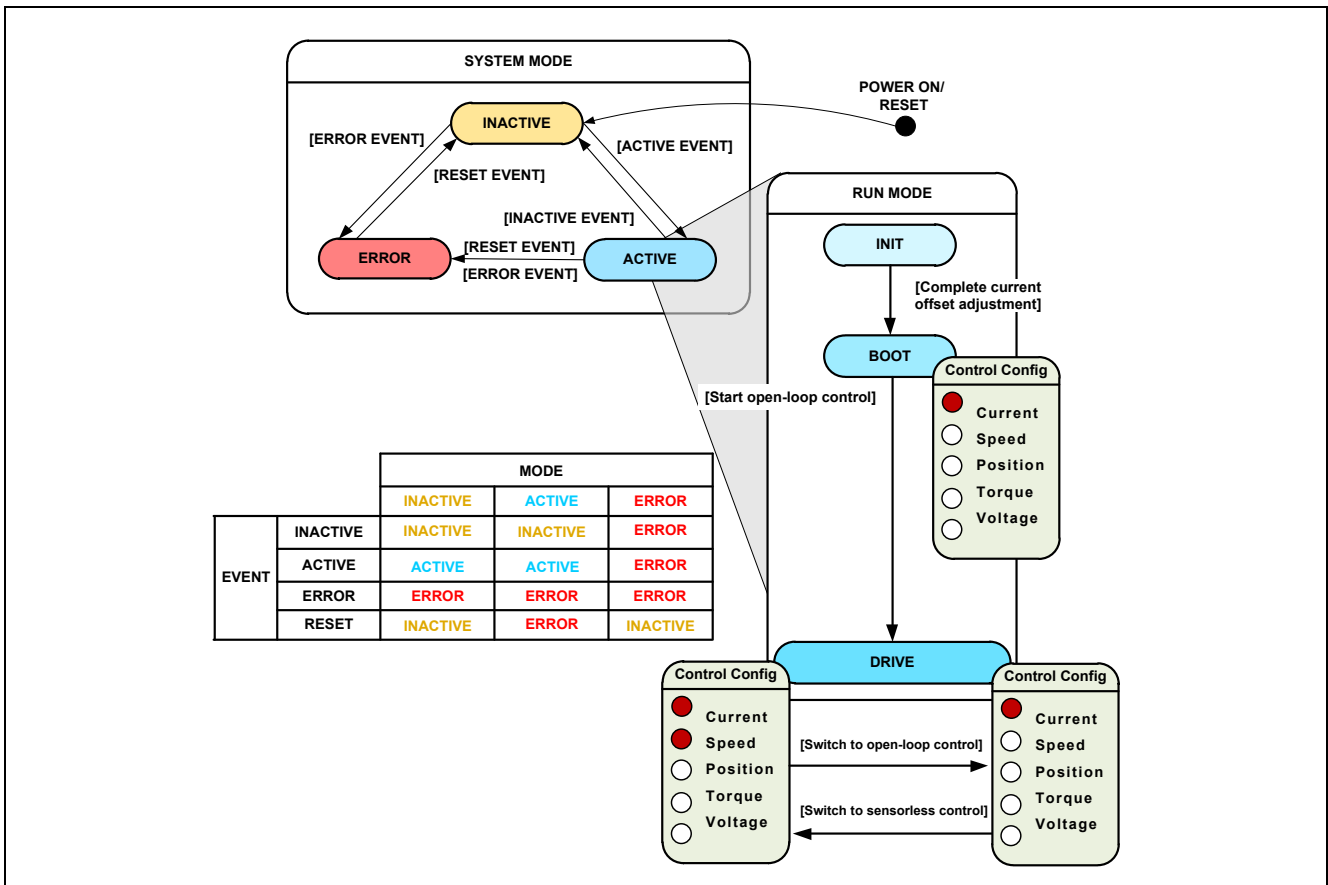 SYSTEM MODE
POWER ON/
RESET
INACTIVE
[ERROR EVENT]
[ACTIVE EVENT]
[RESET EVENT]
RUN MODE
[INACTIVE EVENT]
INIT
[RESET EVENT]
ERROR
ACTIVE
[ERROR EVENT]
[Complete current
offset adjustment]
BOOT
Control Config
Current
Speed
Position
Torque
Voltage
[Start open-loop control]
MODE
INACTIVE ACTIVE ERROR
EVENT
INACTIVE INACTIVE INACTIVE ERROR
ACTIVE ACTIVE ACTIVE ERROR
ERROR ERROR ERROR ERROR
RESET INACTIVE ERROR INACTIVE
DRIVE
Control Config
Current
Speed
Position
Torque
Voltage
[Switch to open-loop control]
[Switch to sensorless control]
Control Config
Current
Speed
Position
Torque
Voltage